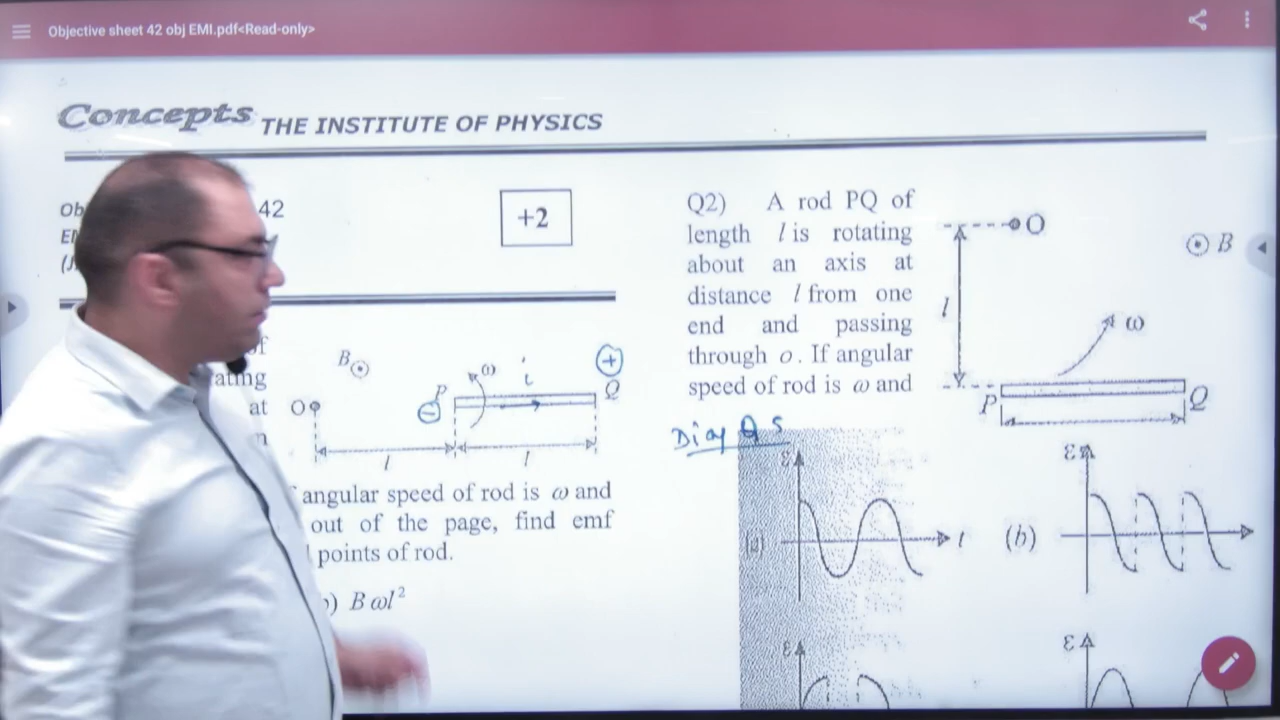 Objective sheet 42 obj EMI.pdf<Read-only>
Concepts THE INSTITUTE OF PHYSICS
42
+2
B
ω
i
+
P
Q
O
−
at
l
l
angular speed of rod is ω and
out of the page, find emf
points of rod.
) Bωl²
Q2) A rod PQ of
length l is rotating
about an axis at
distance l from one
end and passing
through o. If angular
speed of rod is ω and
O
B
l
ω
P
Q
ε
t
(b)
ε
ε
ε